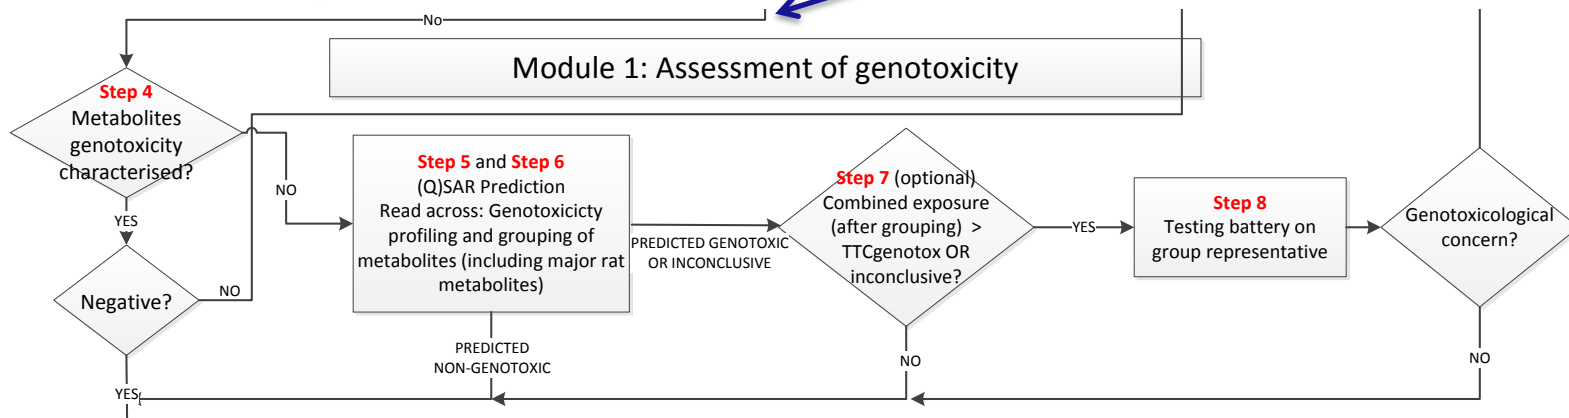 No
Module 1: Assessment of genotoxicity
Step 4
Metabolites
genotoxicity
characterised?
NO
YES
Negative?
NO
YES
Step 5 and Step 6
(Q)SAR Prediction
Read across: Genotoxicicty
profiling and grouping of
metabolites (including major rat
metabolites)
PREDICTED GENOTOXIC
OR INCONCLUSIVE
PREDICTED
NON-GENOTOXIC
Step 7 (optional)
Combined exposure
(after grouping) >
TTCgenotox OR
inconclusive?
YES
NO
Step 8
Testing battery on
group representative
Genotoxicological
concern?
NO